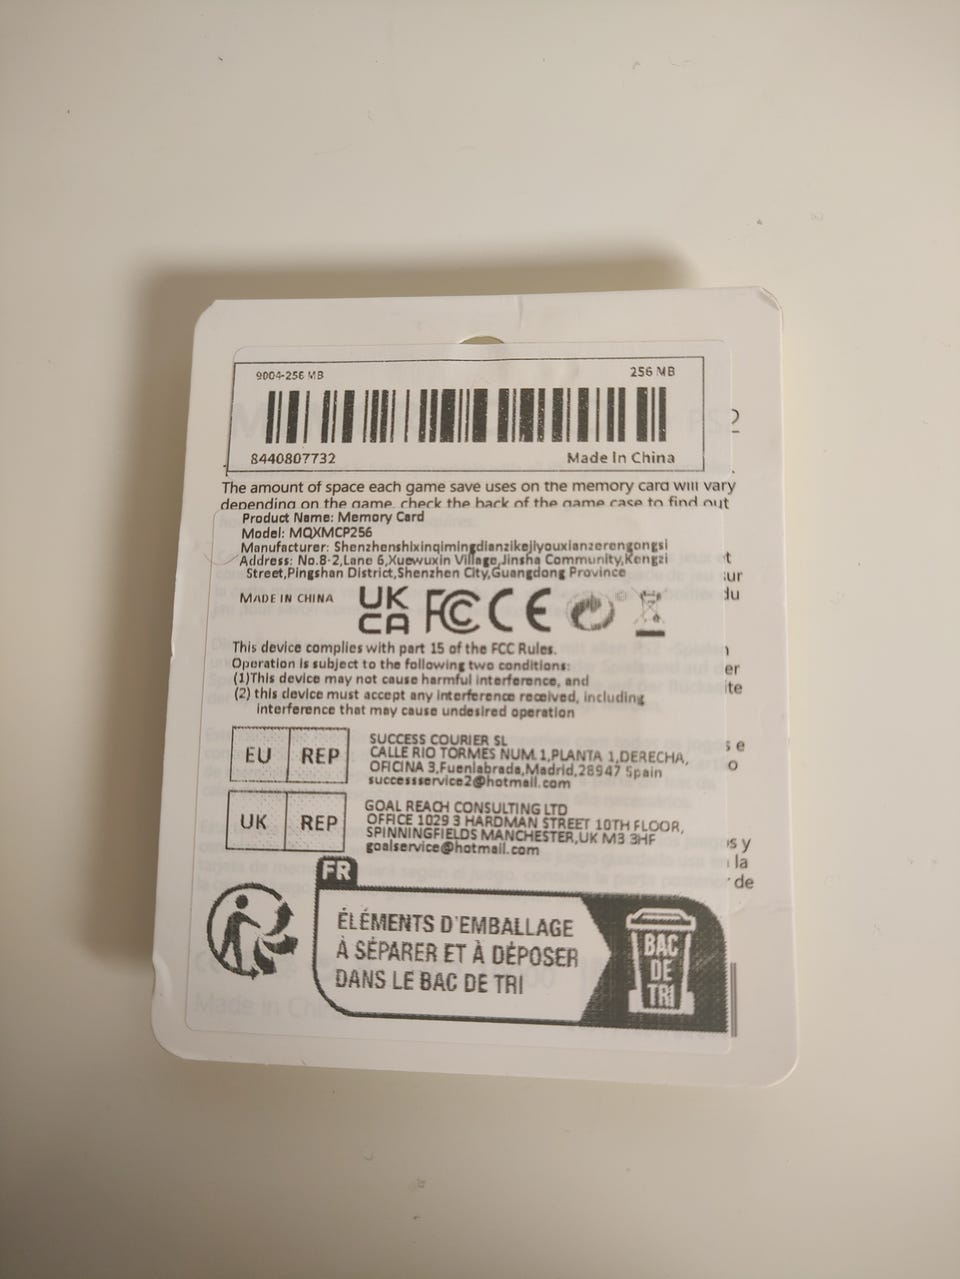 9004-256 MB
256 MB
8440807732
Made In China
PS2
The amount of space each game save uses on the memory card will vary
depending on the game, check the back of the game case to find out
Product Name: Memory Card
Model: MQXMCP256
Manufacturer: Shenzhenshixinqimingdianzikejiyouxianzerengongsi
Address: No.8-2,Lane 6,Xuewuxin Village,Jinsha Community,Kengzi
Street,Pingshan District,Shenzhen City,Guangdong Province
MADE IN CHINA
UK
CA
FCC CE
This device complies with part 15 of the FCC Rules.
Operation is subject to the following two conditions:
(1)This device may not cause harmful interference, and
(2) this device must accept any interference received, including
interference that may cause undesired operation
EU REP
SUCCESS COURIER SL
CALLE RIO TORMES NUM.1,PLANTA 1,DERECHA,
OFICINA 3,Fuenlabrada,Madrid,28947 Spain
successservice2@hotmail.com
UK REP
GOAL REACH CONSULTING LTD
OFFICE 1029 3 HARDMAN STREET 10TH FLOOR,
SPINNINGFIELDS MANCHESTER,UK M3 3HF
goalservice@hotmail.com
FR
ÉLÉMENTS D'EMBALLAGE
À SÉPARER ET À DÉPOSER
DANS LE BAC DE TRI
BAC
DE
TRI
Made in China